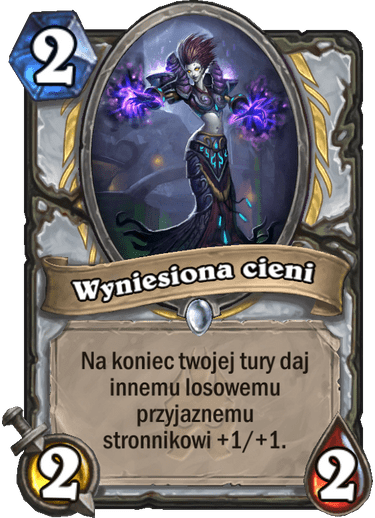 2
Wyniesiona cieni
Na koniec twojej tury daj
innemu losowemu
przyjaznemu
stronnikowi +1/+1.
2
2